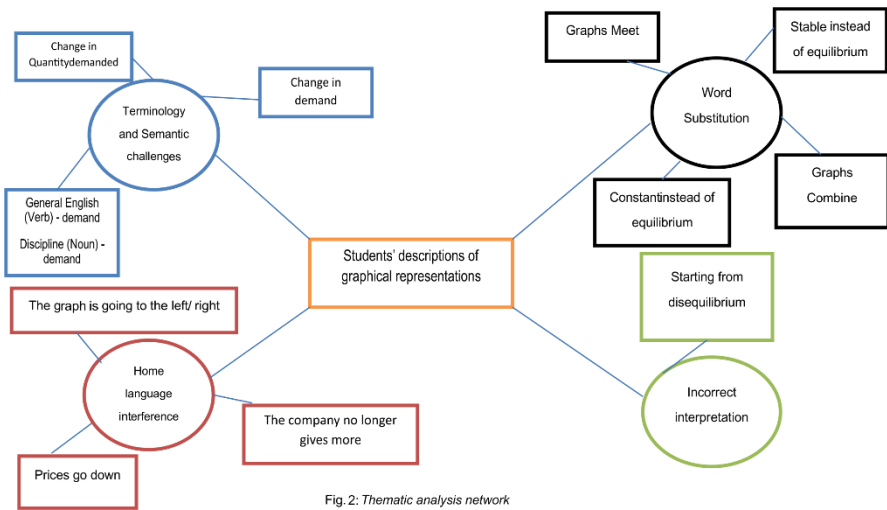 Change in
Quantitydemanded
Change in
demand
Terminology
and Semantic
challenges
General English
(Verb) - demand
Discipline (Noun) -
demand
Graphs Meet
Stable instead
of equilibrium
Word
Substitution
Constantinstead of
equilibrium
Graphs
Combine
Students' descriptions of
graphical representations
The graph is going to the left/ right
Home
language
interference
The company no longer
gives more
Prices go down
Starting from
disequilibrium
Incorrect
interpretation
Fig. 2: Thematic analysis network